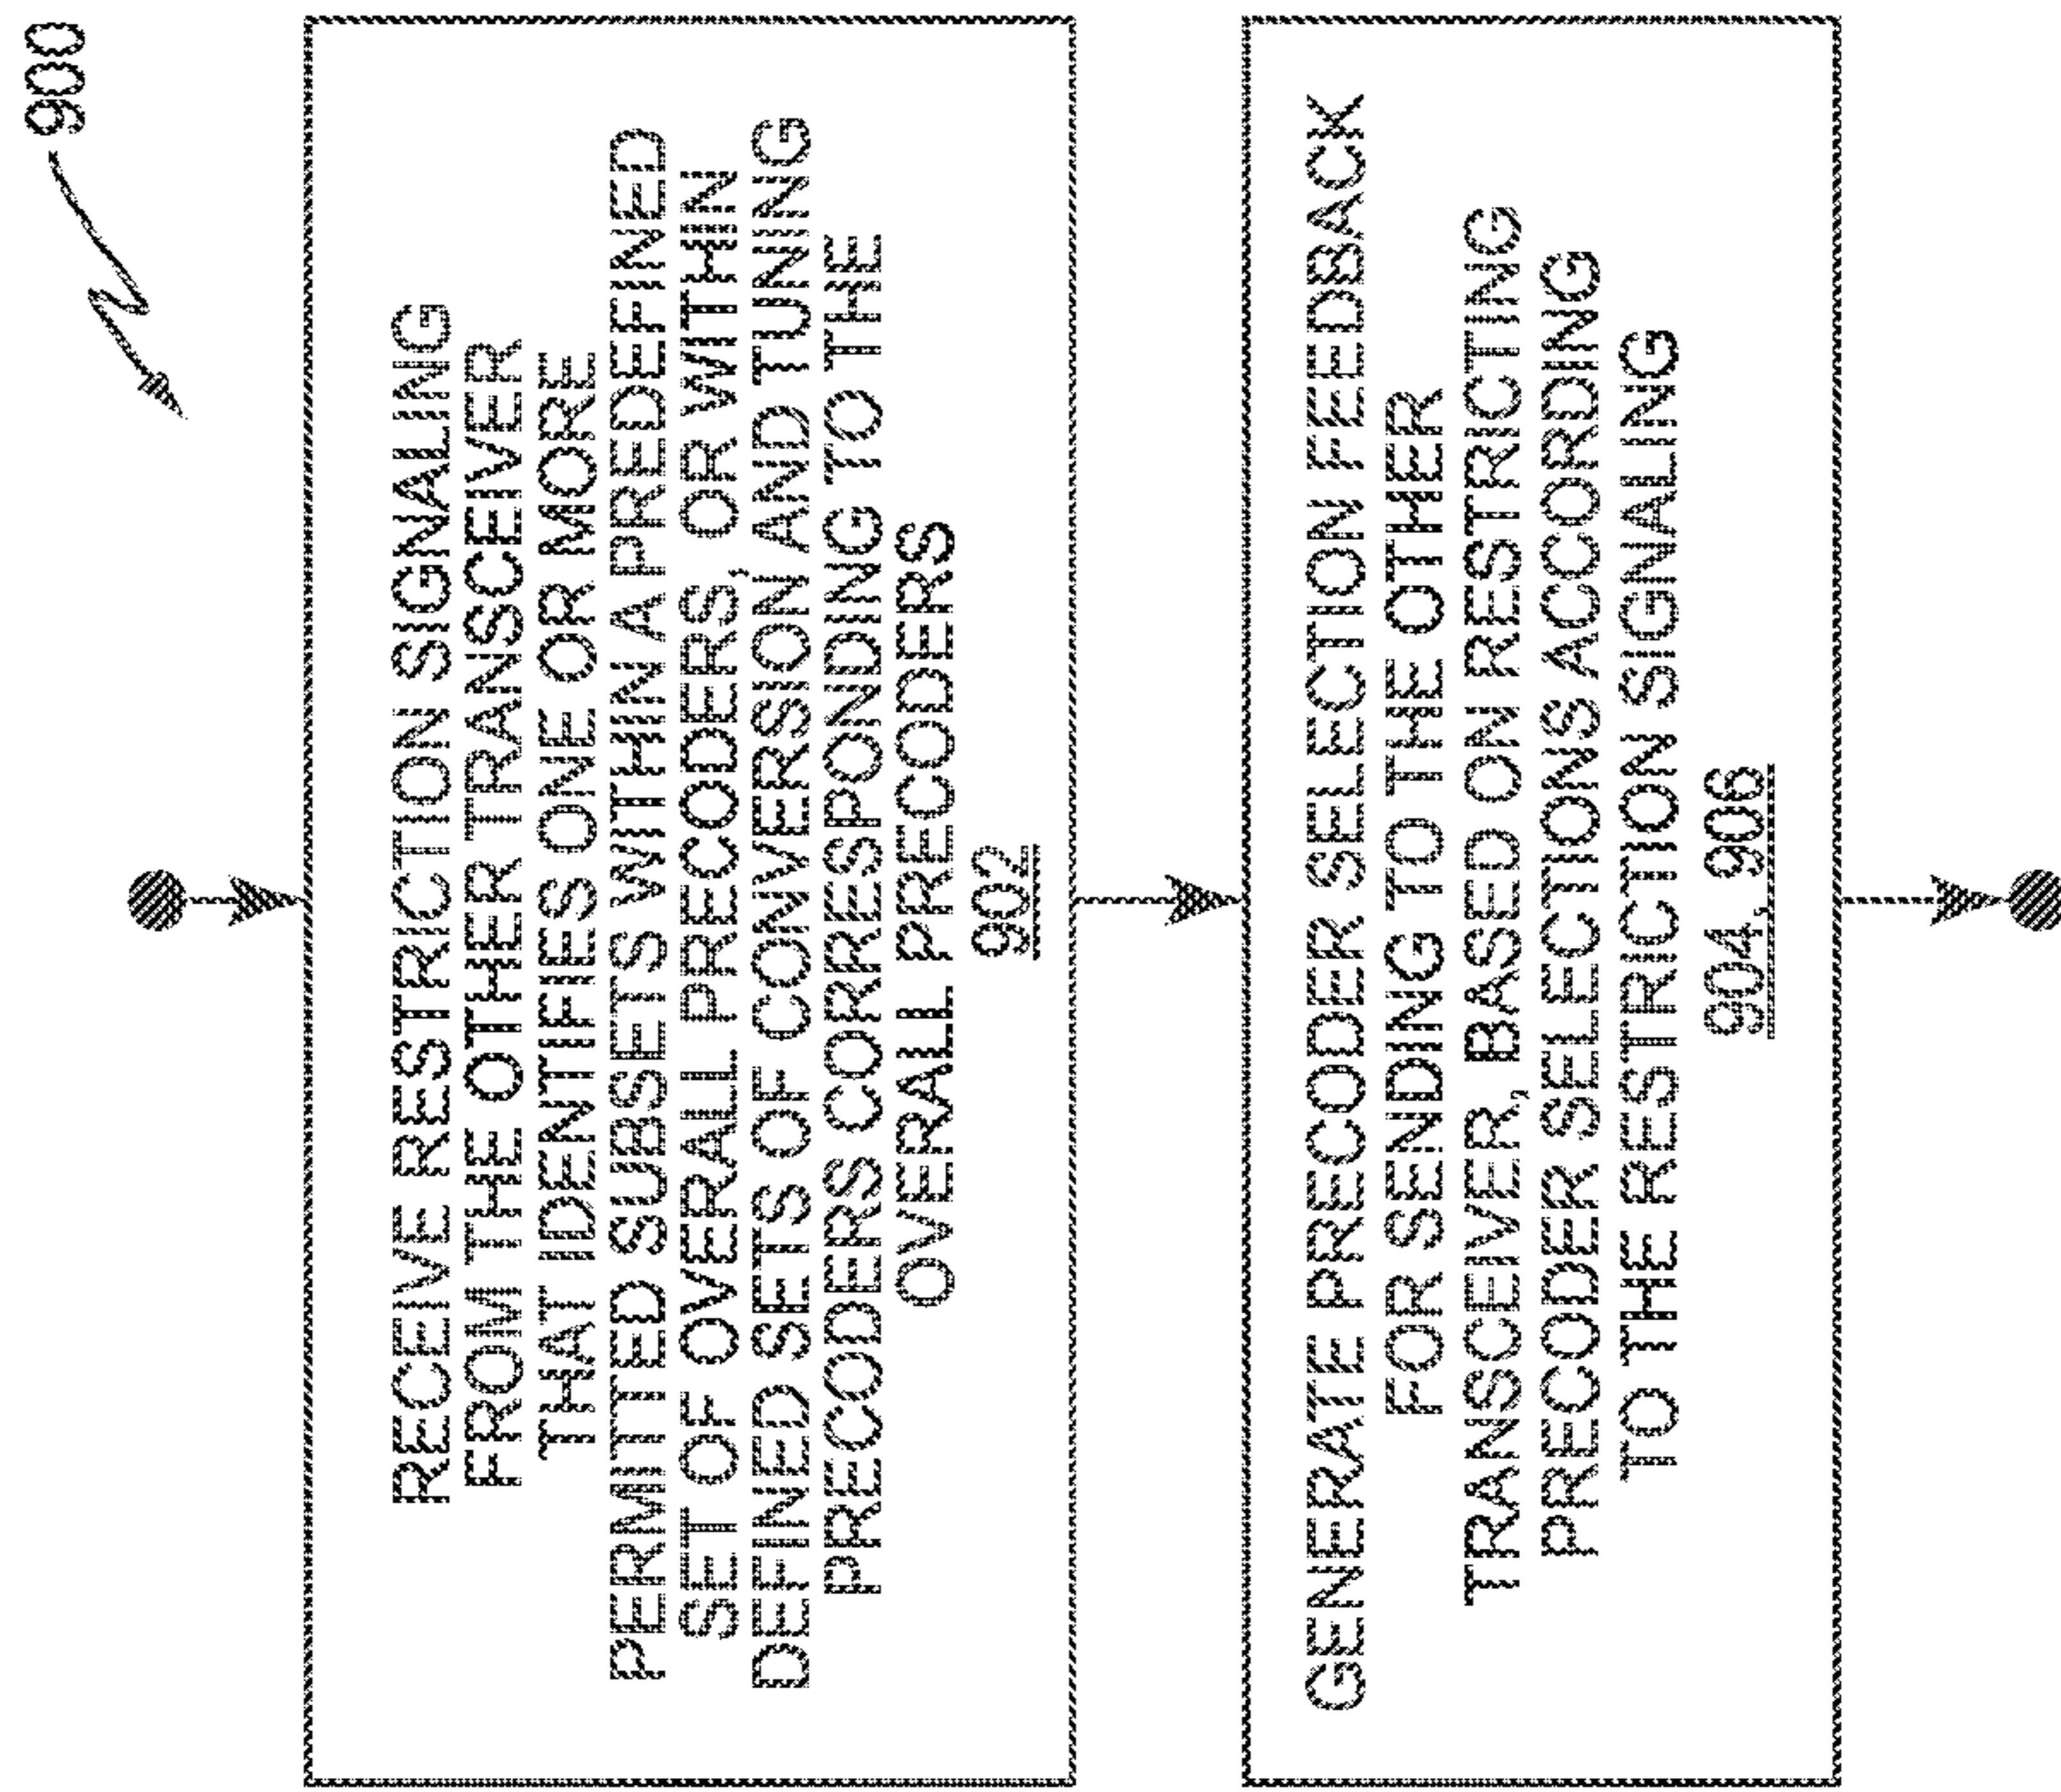 900
RECEIVE RESTRICTION SIGNALING
FROM THE OTHER TRANSCEIVER
THAT IDENTIFIES ONE OR MORE
PERMITTED SUBSETS WITHIN A PREDEFINED
SET OF OVERALL PRECODERS, OR WITHIN
DEFINED SETS OF CONVERSION AND TUNING
PRECODERS CORRESPONDING TO THE
OVERALL PRECODERS
902
GENERATE PRECODER SELECTION FEEDBACK
FOR SENDING TO THE OTHER
TRANSCEIVER, BASED ON RESTRICTING
PRECODER SELECTIONS ACCORDING
TO THE RESTRICTION SIGNALING
904, 906